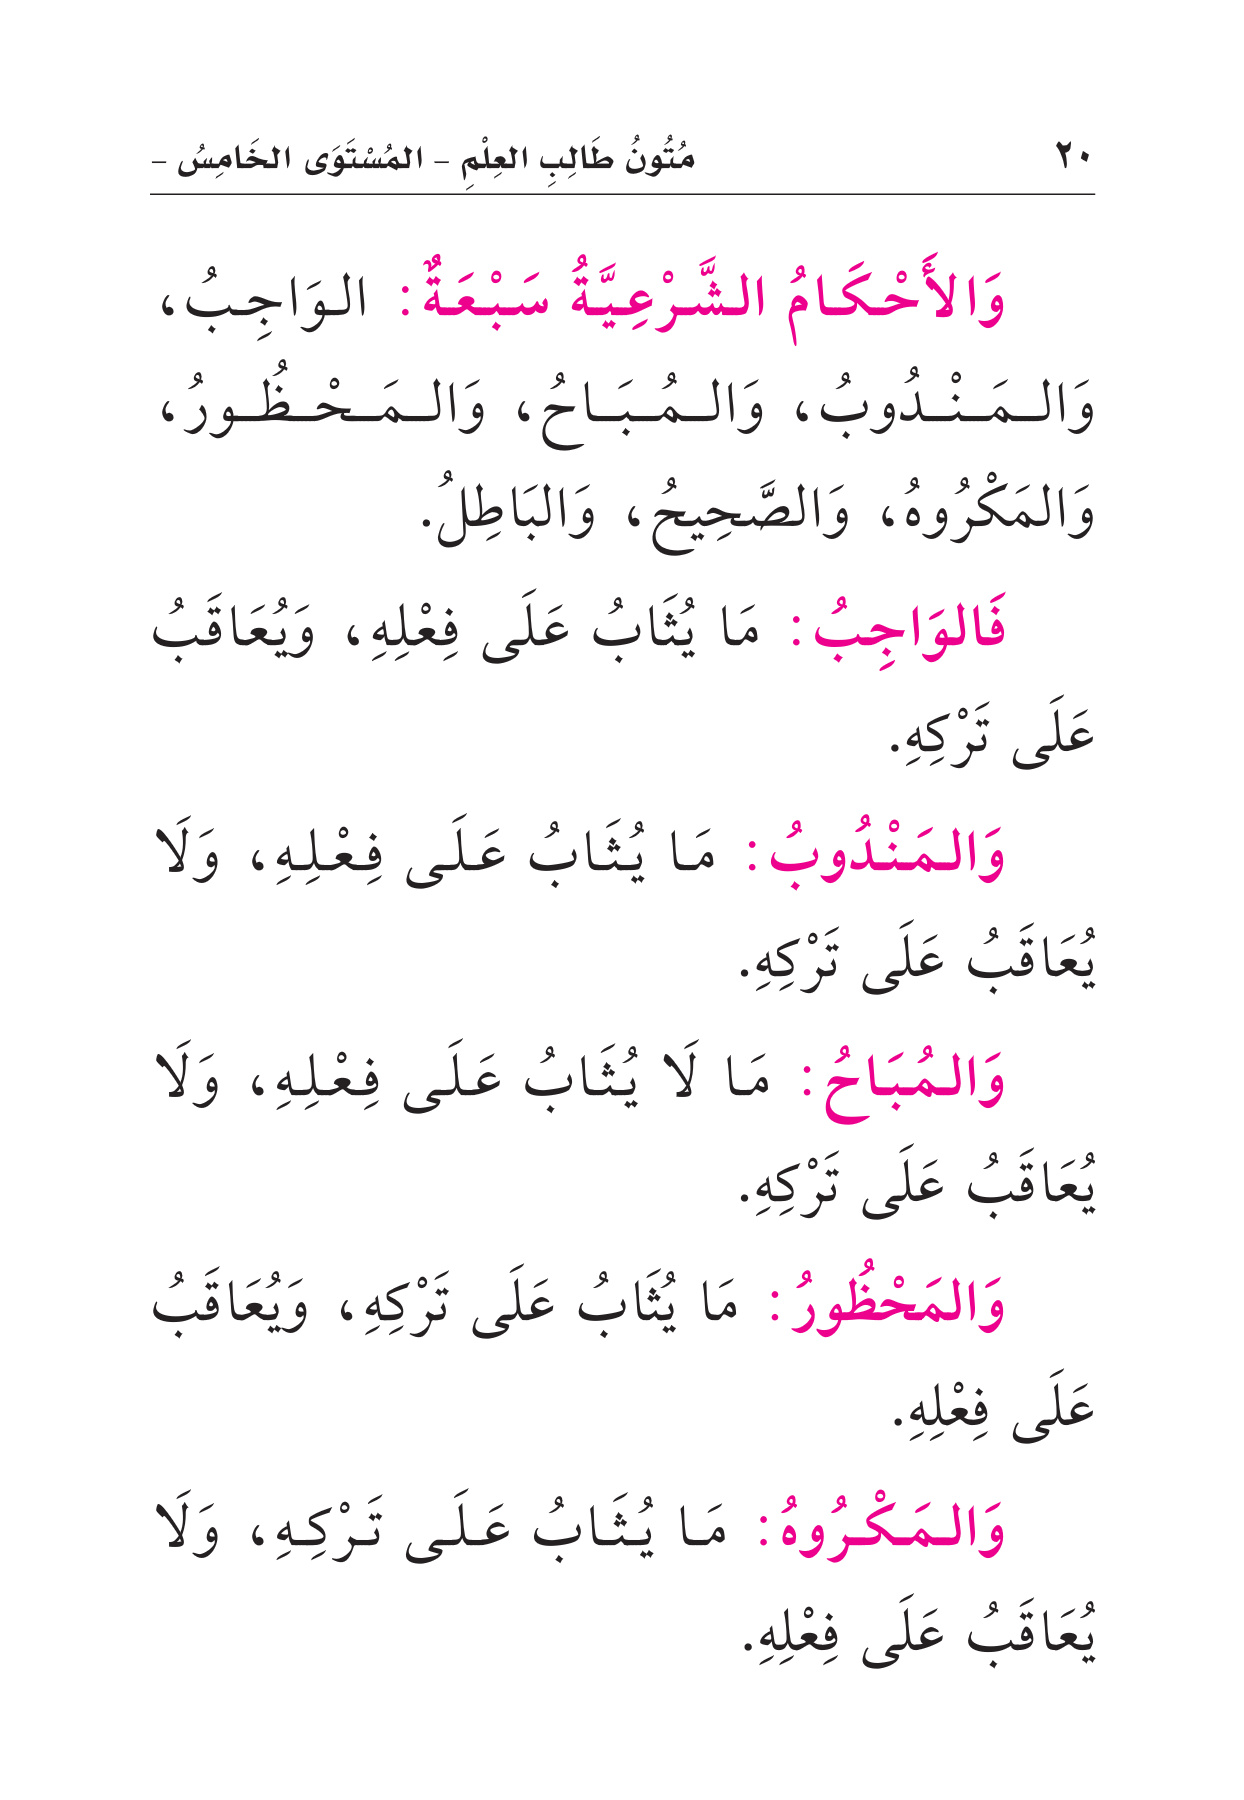 ٢٠ مُتُونُ طَالِبِ العِلْمِ – المُسْتَوَى الخَامِسُ –
وَالأَحْكَامُ الشَّرْعِيَّةُ سَبْعَةٌ: الوَاجِبُ،
وَالمَنْدُوبُ، وَالمُبَاحُ، وَالمَحْظُورُ،
وَالمَكْرُوهُ، وَالصَّحِيحُ، وَالبَاطِلُ.
فَالوَاجِبُ: مَا يُثَابُ عَلَى فِعْلِهِ، وَيُعَاقَبُ
عَلَى تَرْكِهِ.
وَالمَنْدُوبُ: مَا يُثَابُ عَلَى فِعْلِهِ، وَلَا
يُعَاقَبُ عَلَى تَرْكِهِ.
وَالمُبَاحُ: مَا لَا يُثَابُ عَلَى فِعْلِهِ، وَلَا
يُعَاقَبُ عَلَى تَرْكِهِ.
وَالمَحْظُورُ: مَا يُثَابُ عَلَى تَرْكِهِ، وَيُعَاقَبُ
عَلَى فِعْلِهِ.
وَالمَكْرُوهُ: مَا يُثَابُ عَلَى تَرْكِهِ، وَلَا
يُعَاقَبُ عَلَى فِعْلِهِ.